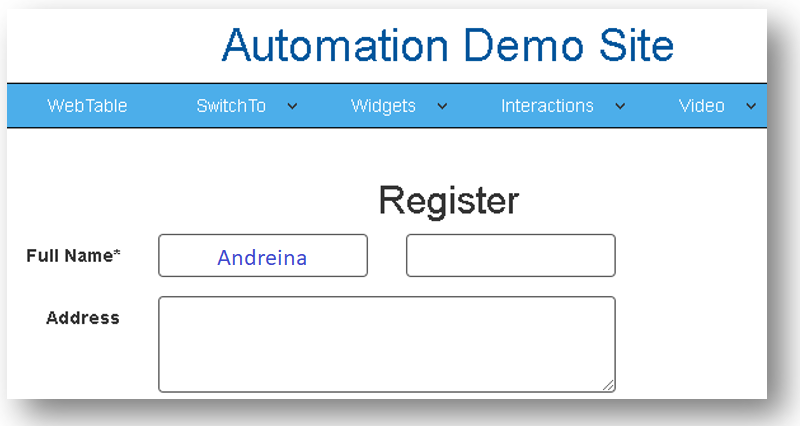 Automation Demo Site
WebTable SwitchTo Widgets Interactions Video
Register
Full Name* Andreina
Address